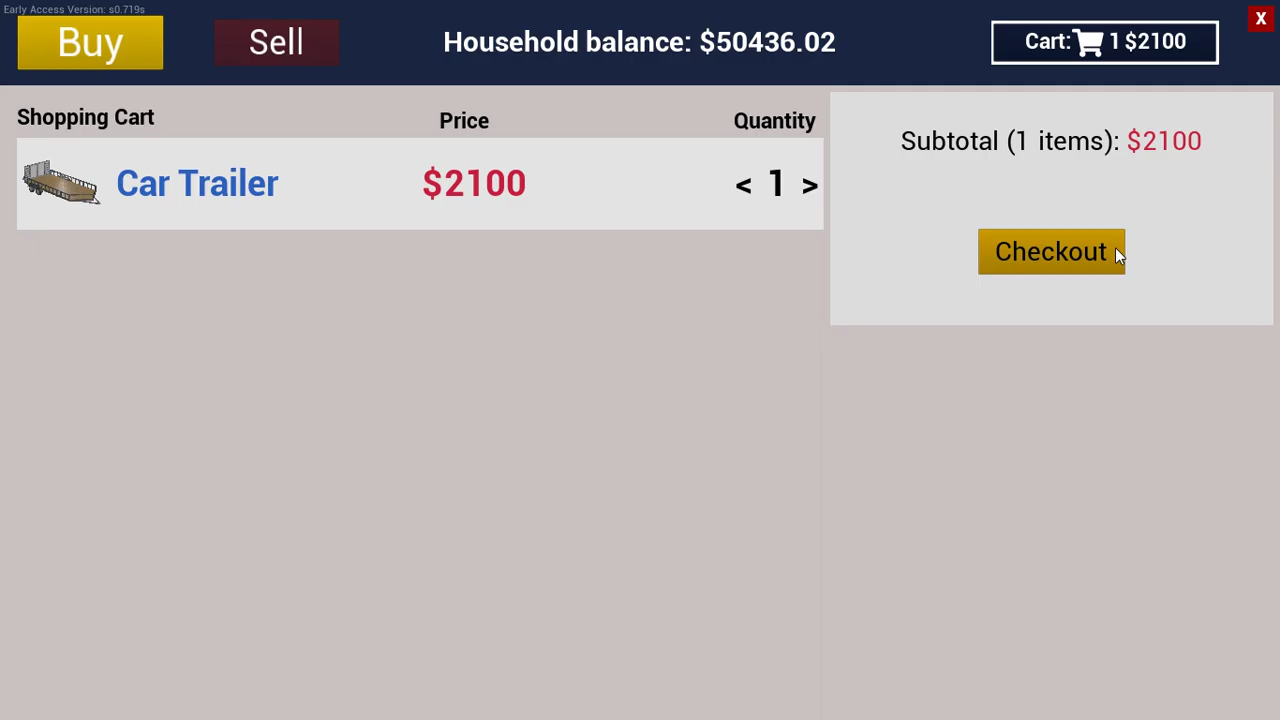 Early Access Version: s0.719s
Buy
Sell
Household balance: $50436.02
Cart: 1 $2100
X
Shopping Cart
Price
Quantity
Car Trailer
$2100
< 1 >
Subtotal (1 items): $2100
Checkout